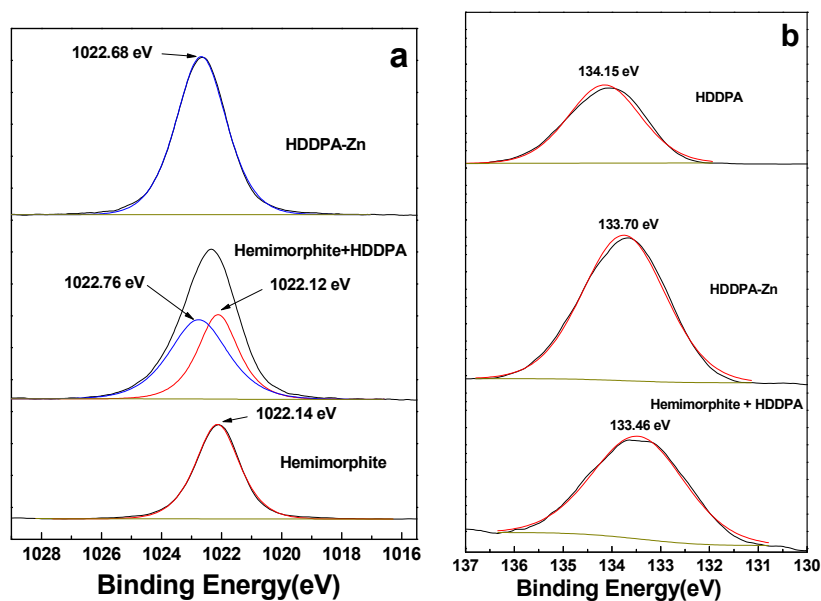 a
1022.68 eV
HDDPA-Zn
Hemimorphite+HDDPA
1022.76 eV
1022.12 eV
1022.14 eV
Hemimorphite
1028 1026 1024 1022 1020 1018 1016
Binding Energy(eV)
b
134.15 eV
HDDPA
133.70 eV
HDDPA-Zn
Hemimorphite + HDDPA
133.46 eV
137 136 135 134 133 132 131 130
Binding Energy(eV)